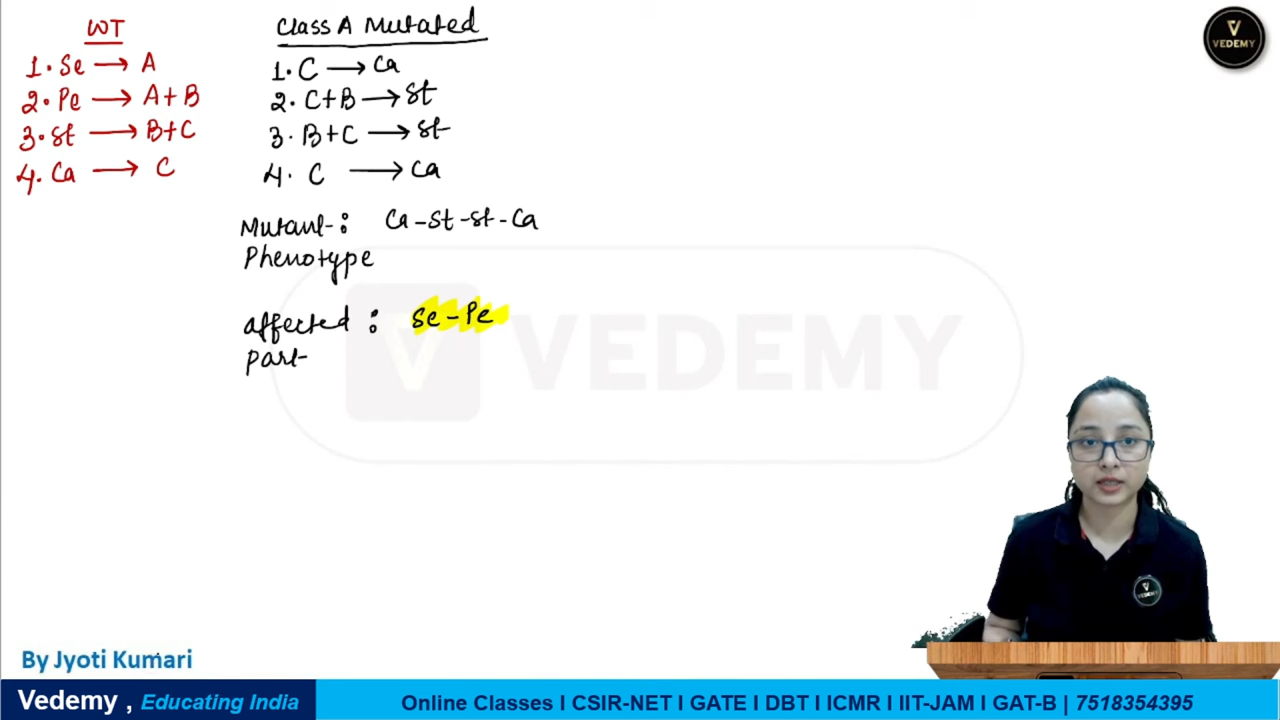 WT
1. Se → A
2. Pe → A+B
3. St → B+C
4. Ca → C
Class A Mutated
1. C → Ca
2. C+B → St
3. B+C → St
4. C → Ca
Mutant : Ca-St-St-Ca
Phenotype
affected : Se-Pe
part
VEDEMY
VEDEMY
By Jyoti Kumari
Vedemy , Educating India
Online Classes I CSIR-NET I GATE I DBT I ICMR I IIT-JAM I GAT-B | 7518354395